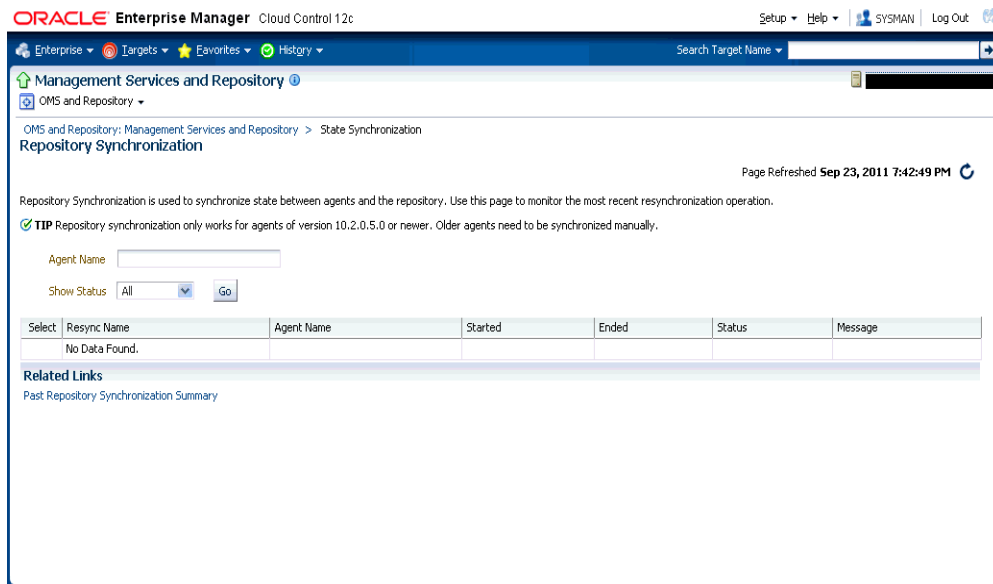 ORACLE Enterprise Manager Cloud Control 12c
Setup Help SYSMAN Log Out
Enterprise Targets Favorites History Search Target Name
Management Services and Repository
OMS and Repository
OMS and Repository: Management Services and Repository > State Synchronization
Repository Synchronization
Page Refreshed Sep 23, 2011 7:42:49 PM
Repository Synchronization is used to synchronize state between agents and the repository. Use this page to monitor the most recent resynchronization operation.
TIP Repository synchronization only works for agents of version 10.2.0.5.0 or newer. Older agents need to be synchronized manually.
Agent Name
Show Status All Go
Select Resync Name Agent Name Started Ended Status Message
No Data Found.
Related Links
Past Repository Synchronization Summary